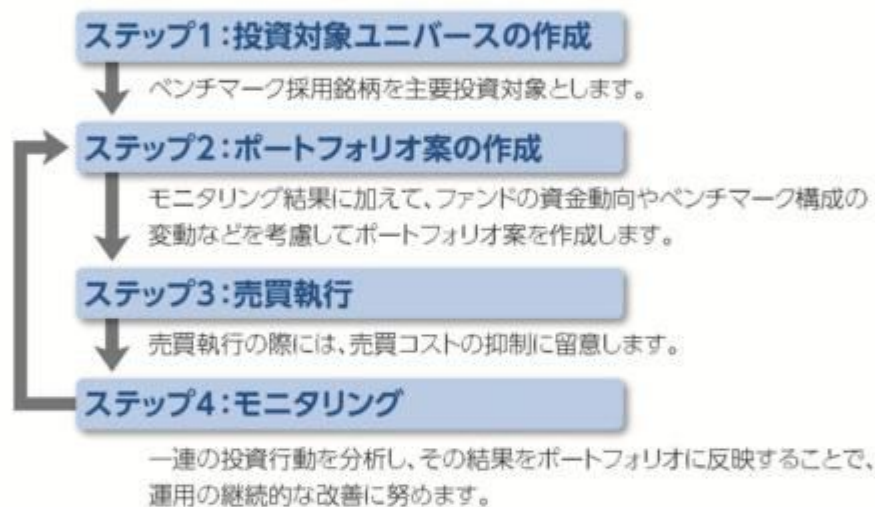 ステップ1:投資対象ユニバースの作成
ベンチマーク採用銘柄を主要投資対象とします。
ステップ2:ポートフォリオ案の作成
モニタリング結果に加えて、ファンドの資金動向やベンチマーク構成の
変動などを考慮してポートフォリオ案を作成します。
ステップ3:売買執行
売買執行の際には、売買コストの抑制に留意します。
ステップ4:モニタリング
一連の投資行動を分析し、その結果をポートフォリオに反映することで、
運用の継続的な改善に努めます。